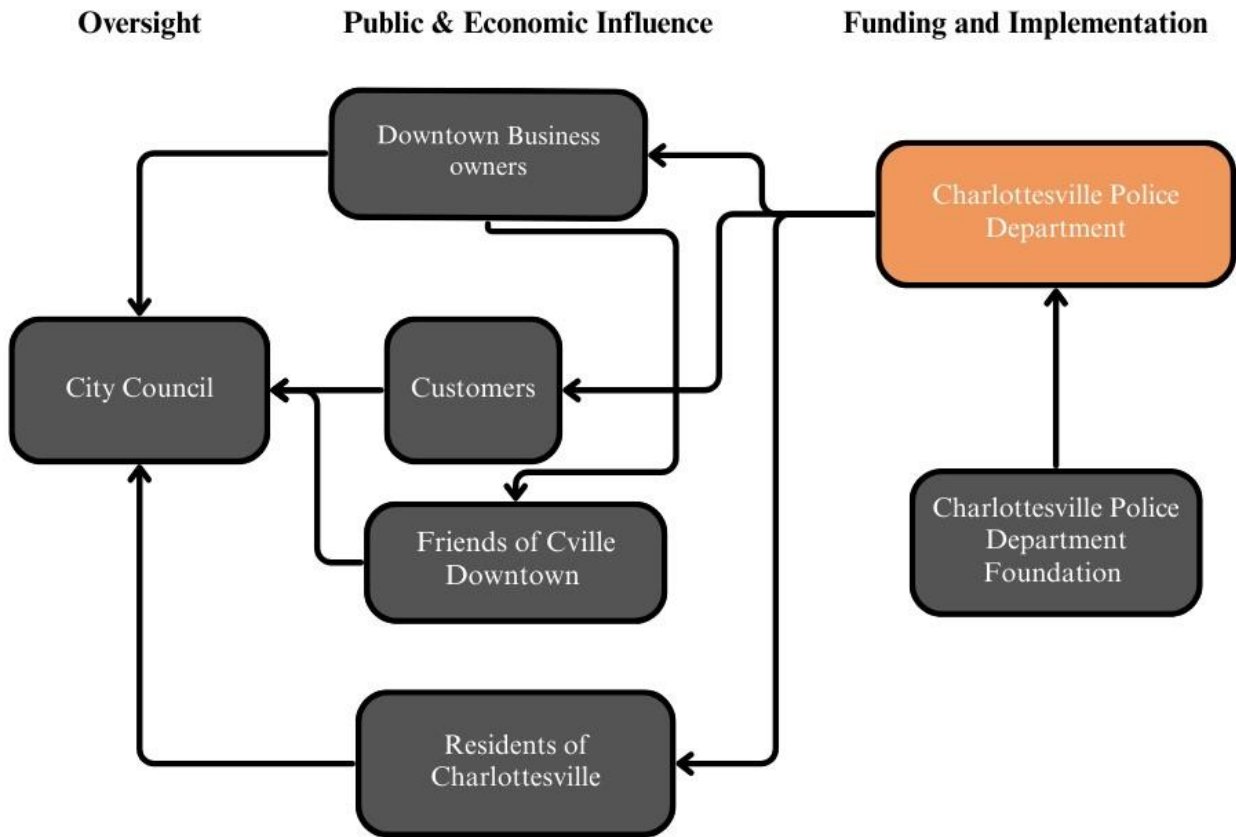 Oversight
Public & Economic Influence
Funding and Implementation
Downtown Business
owners
Charlottesville Police
Department
City Council
Customers
Friends of Cville
Downtown
Charlottesville Police
Department
Foundation
Residents of
Charlottesville